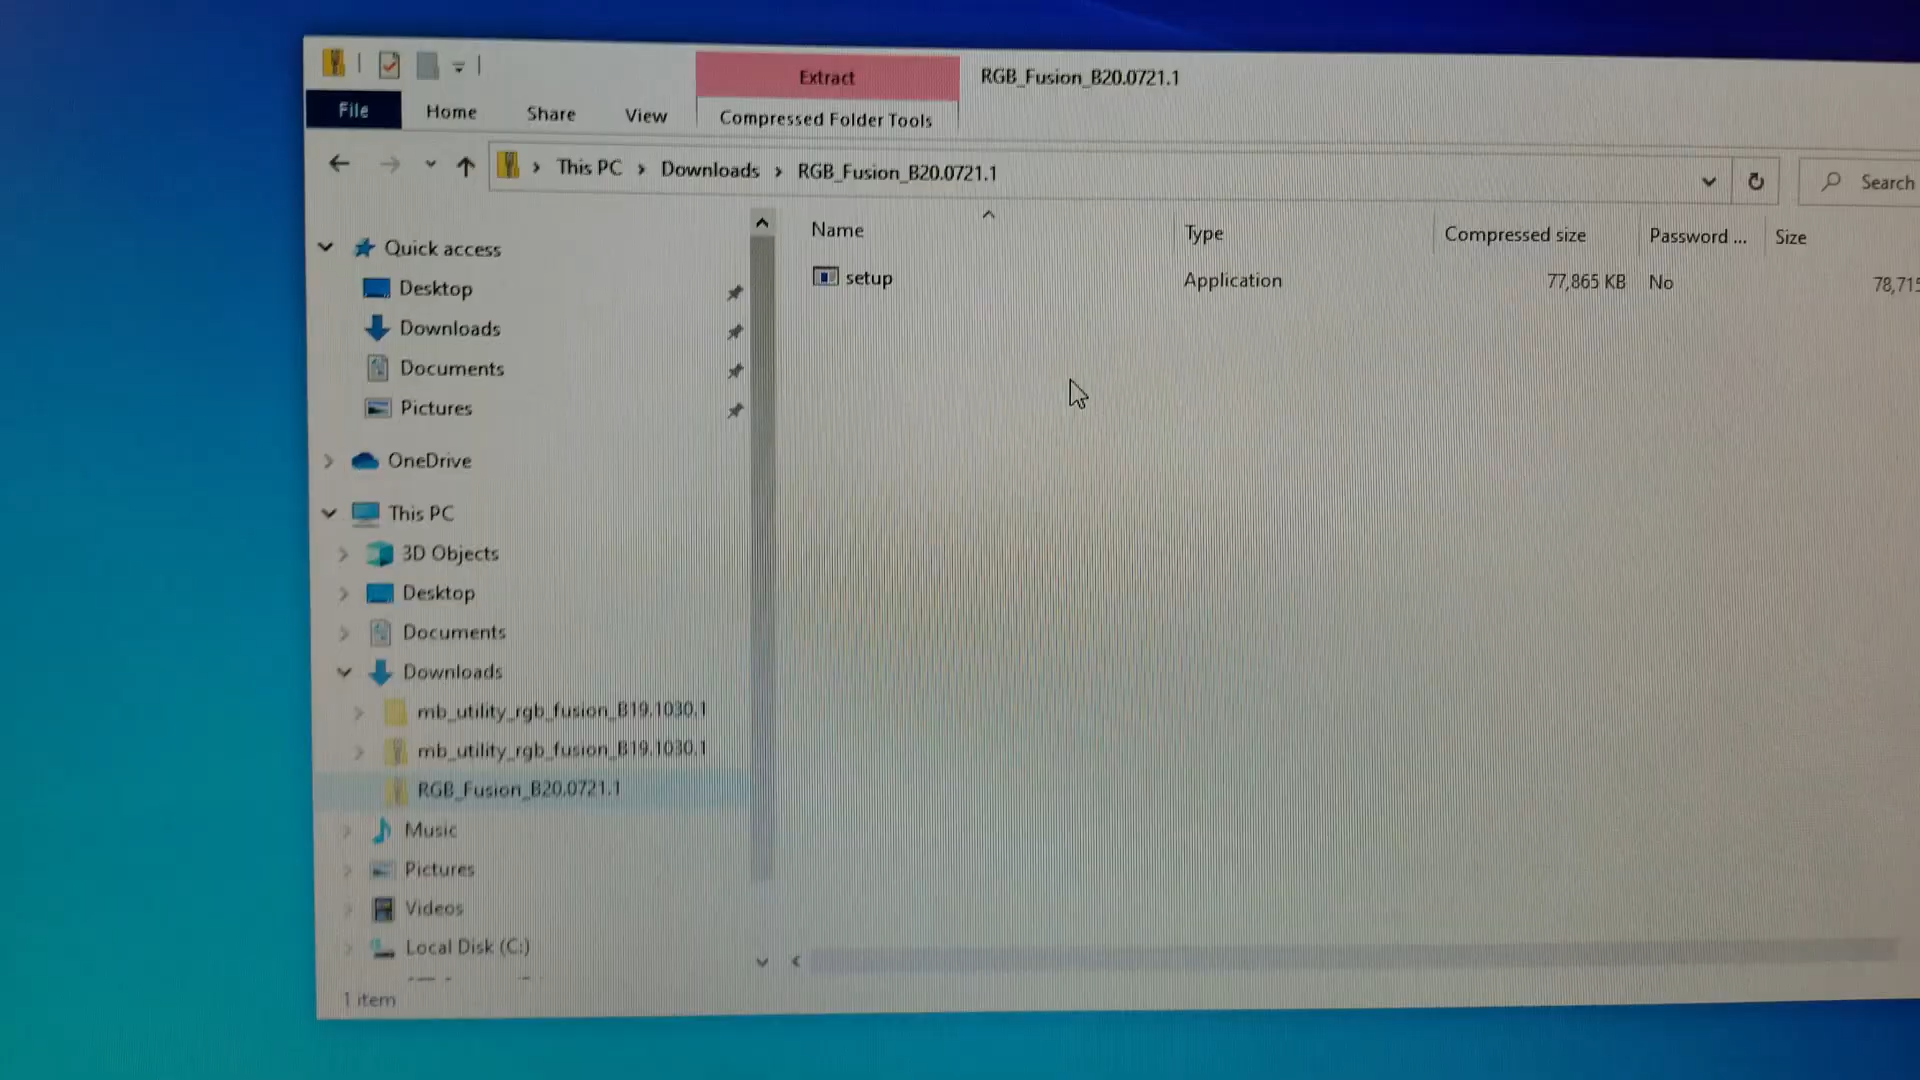 Extract
RGB_Fusion_B20.0721.1
File
Home
Share
View
Compressed Folder Tools
This PC
Downloads
RGB_Fusion_B20.0721.1
Search
Name
Type
Compressed size
Password ...
Size
setup
Application
77,865 KB
No
78,715
Quick access
Desktop
Downloads
Documents
Pictures
OneDrive
This PC
3D Objects
Desktop
Documents
Downloads
mb_utility_rgb_fusion_B19.1030.1
mb_utility_rgb_fusion_B19.1030.1
RGB_Fusion_B20.0721.1
Music
Pictures
Videos
Local Disk (C:)
1 item